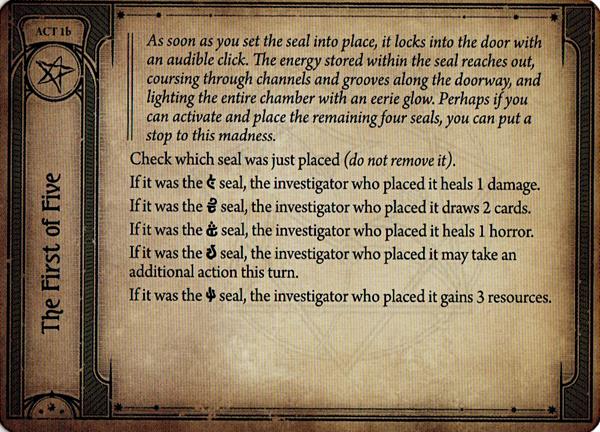 ACT 1b
The First of Five
As soon as you set the seal into place, it locks into the door with
an audible click. The energy stored within the seal reaches out,
coursing through channels and grooves along the doorway, and
lighting the entire chamber with an eerie glow. Perhaps if you
can activate and place the remaining four seals, you can put a
stop to this madness.
Check which seal was just placed (do not remove it).
If it was the seal, the investigator who placed it heals 1 damage.
If it was the seal, the investigator who placed it draws 2 cards.
If it was the seal, the investigator who placed it heals 1 horror.
If it was the seal, the investigator who placed it may take an
additional action this turn.
If it was the seal, the investigator who placed it gains 3 resources.